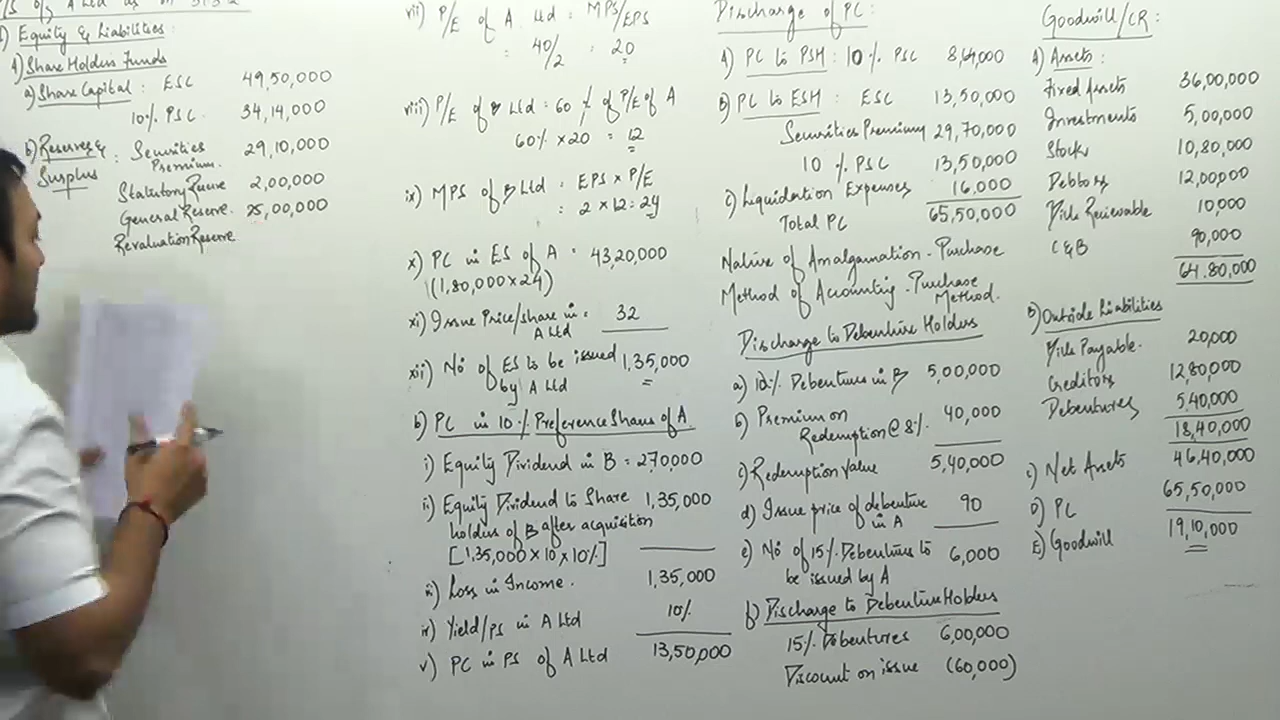 B/S of A Ltd as on 31.3.2
1) Equity & Liabilities:
1) Share Holders Funds
a) Share Capital : ESC 49,50,000
10% PSC. 34,14,000
b) Reserves & Surplus : Securities Premium. 29,10,000
Statutory Reserve 2,00,000
General Reserve. 25,00,000
Revaluation Reserve
vii) P/E of A Ltd = MPS/EPS
= 40/2 = 20
viii) P/E of B Ltd = 60% of P/E of A
60% × 20 = 12
ix) MPS of B Ltd = EPS × P/E
= 2 × 12 = 24
x) PC in ES of A = 43,20,000
(1,80,000×24)
xi) Issue Price/share in A Ltd = 32
xii) No of ES to be issued by A Ltd 1,35,000
b) PC in 10% Preference Shares of A.
i) Equity Dividend in B = 270,000
ii) Equity Dividend to Share 1,35,000
holders of B after acquisition
[1,35,000 × 10 × 10%]
iii) Loss in Income. 1,35,000
iv) Yield/PS in A Ltd 10%
v) PC in PS of A Ltd 13,50,000
Discharge of PC:
A) PC to PSH : 10% PSC 8,64,000
B) PC to ESH : ESC 13,50,000
Securities Premium 29,70,000
10 % PSC 13,50,000
C) Liquidation Expenses 16,000
Total PC 65,50,000
Nature of Amalgamation - Purchase
Method of Accounting - Purchase Method.
Discharge to Debenture Holders
a) 10% Debentures in B 5,00,000
b) Premium on Redemption @ 8%. 40,000
c) Redemption Value 5,40,000
d) Issue price of debenture in A 90
e) No of 15% Debentures to be issued by A 6,000
f) Discharge to Debenture Holders
15% Debentures 6,00,000
Discount on issue (60,000)
Goodwill/CR:
A) Assets:
Fixed Assets 36,00,000
Investments 5,00,000
Stock 10,80,000
Debtors 12,00,000
Bills Receivable 10,000
C&B 90,000
64,80,000
B) Outside Liabilities
Bills Payable. 20,000
Creditors 12,80,000
Debentures 5,40,000
18,40,000
C) Net Assets 46,40,000
D) PC 65,50,000
E) Goodwill 19,10,000